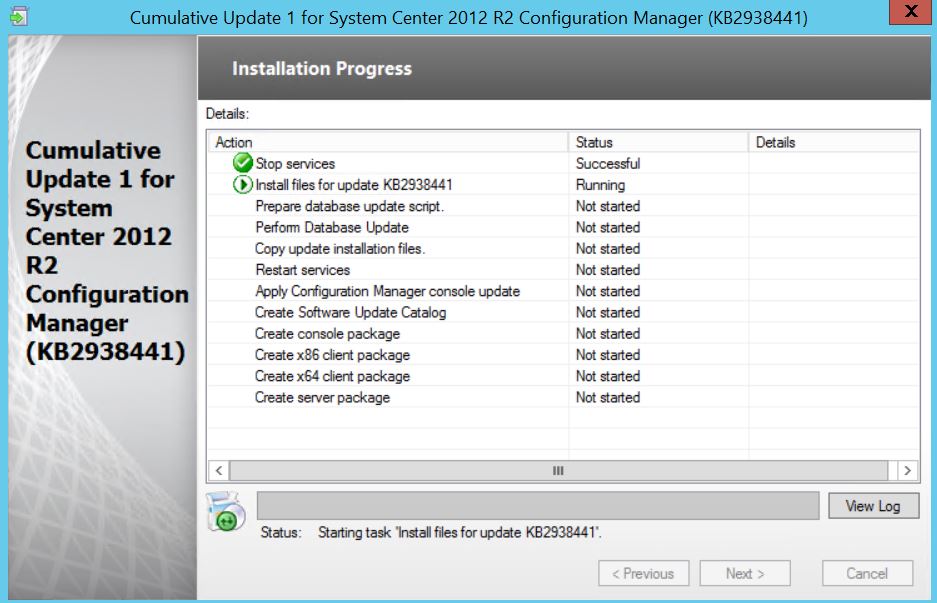 Cumulative Update 1 for System Center 2012 R2 Configuration Manager (KB2938441)
X
Cumulative
Update 1 for
System
Center 2012
R2
Configuration
Manager
(KB2938441)
Installation Progress
Details:
Action Status Details
Stop services Successful
Install files for update KB2938441 Running
Prepare database update script. Not started
Perform Database Update Not started
Copy update installation files. Not started
Restart services Not started
Apply Configuration Manager console update Not started
Create Software Update Catalog Not started
Create console package Not started
Create x86 client package Not started
Create x64 client package Not started
Create server package Not started
View Log
Status: Starting task 'Install files for update KB2938441'.
< Previous Next > Cancel